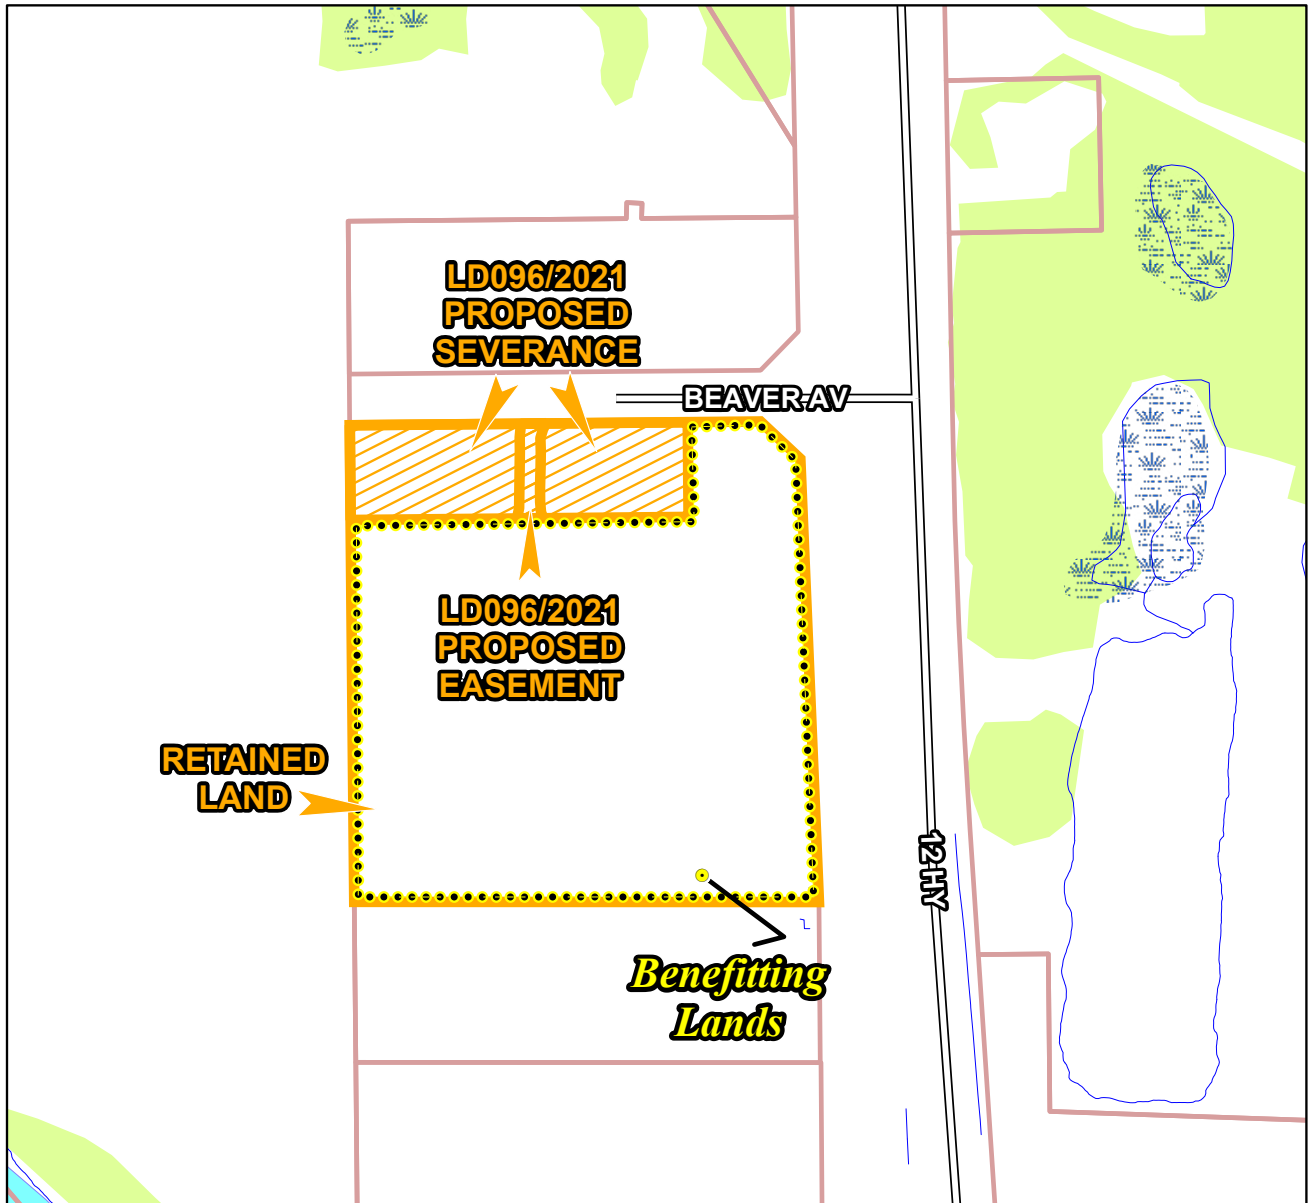 LD096/2021
PROPOSED
SEVERANCE
BEAVER AV
LD096/2021
PROPOSED
EASEMENT
RETAINED
LAND
12 HY
Benefitting
Lands